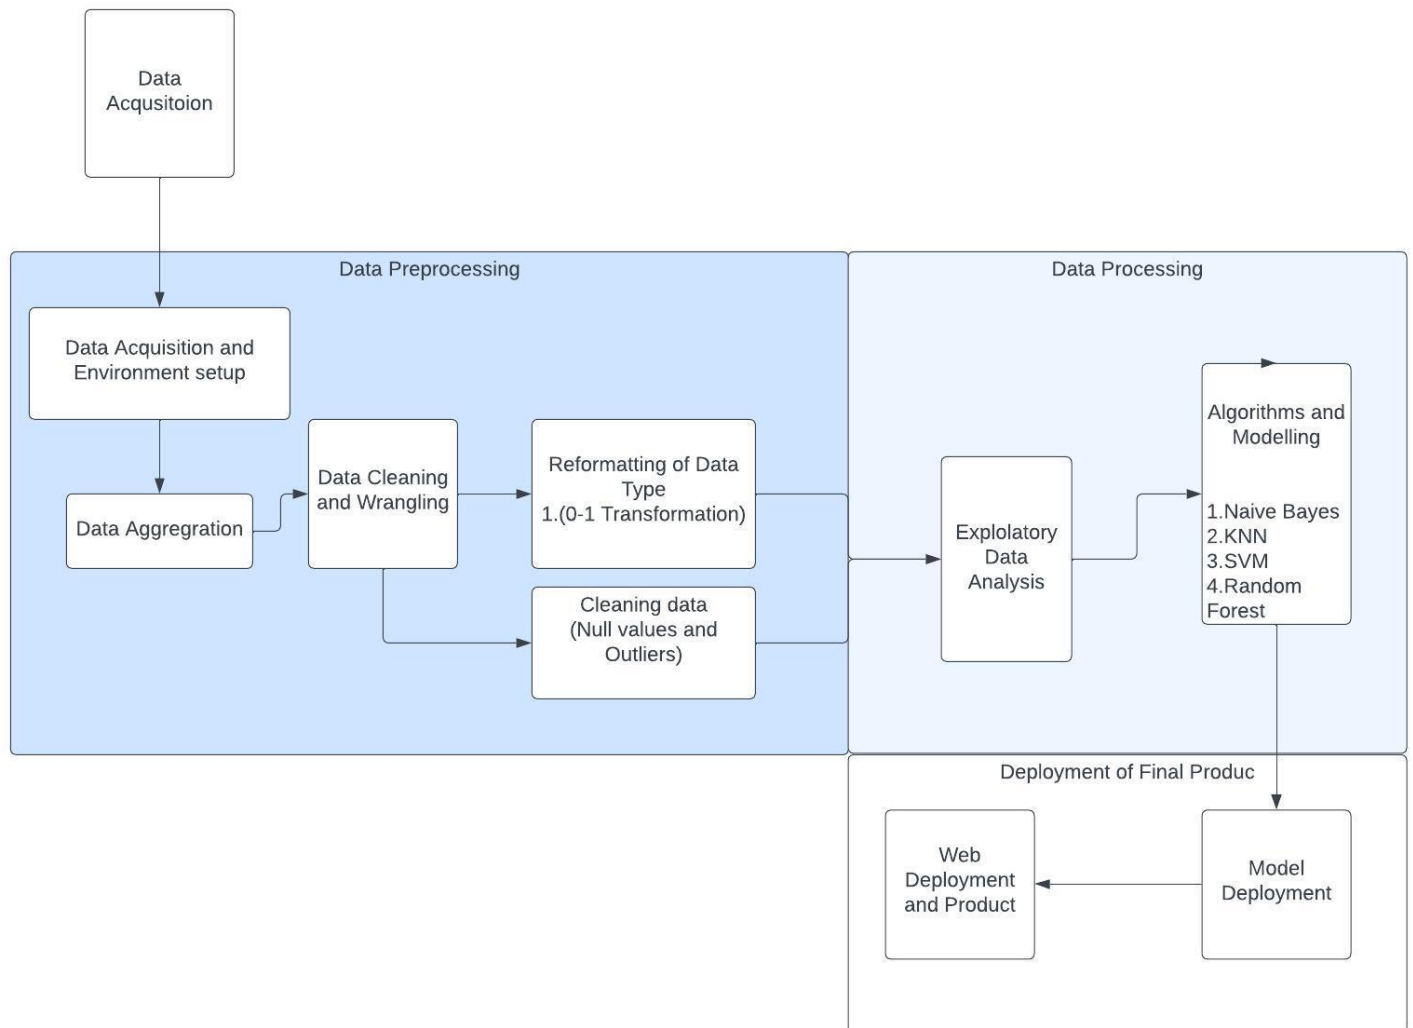 Data
Acqusitoion
Data Preprocessing
Data Processing
Data Acquisition and
Environment setup
Data Aggregration
Data Cleaning
and Wrangling
Reformatting of Data
Type
1.(0-1 Transformation)
Cleaning data
(Null values and
Outliers)
Explolatory
Data
Analysis
Algorithms and
Modelling
1.Naive Bayes
2.KNN
3.SVM
4.Random
Forest
Deployment of Final Produc
Web
Deployment
and Product
Model
Deployment